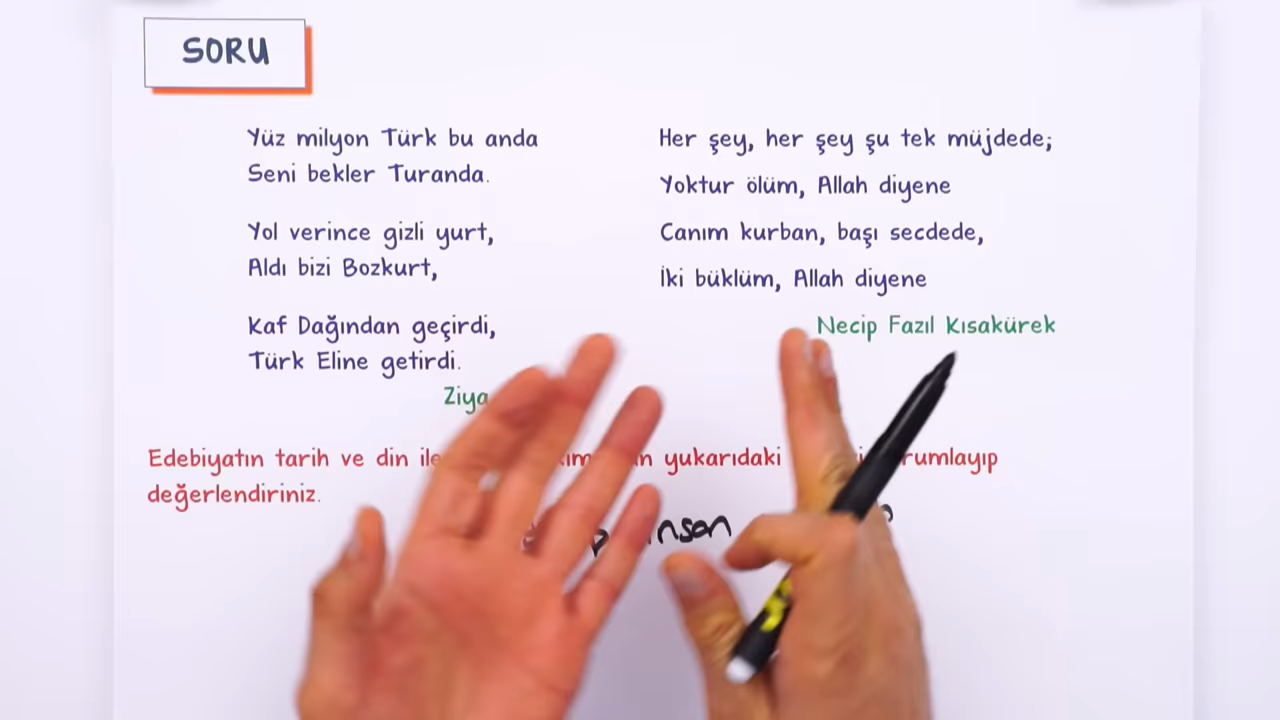 SORU
Yüz milyon Türk bu anda
Seni bekler Turanda.
Yol verince gizli yurt,
Aldı bizi Bozkurt,
Kaf Dağından geçirdi,
Türk Eline getirdi.
Ziya
Her şey, her şey şu tek müjdede;
Yoktur ölüm, Allah diyene
Canım kurban, başı secdede,
İki büklüm, Allah diyene
Necip Fazıl Kısakürek
Edebiyatın tarih ve din ile yukarıdaki
değerlendiriniz.
insan